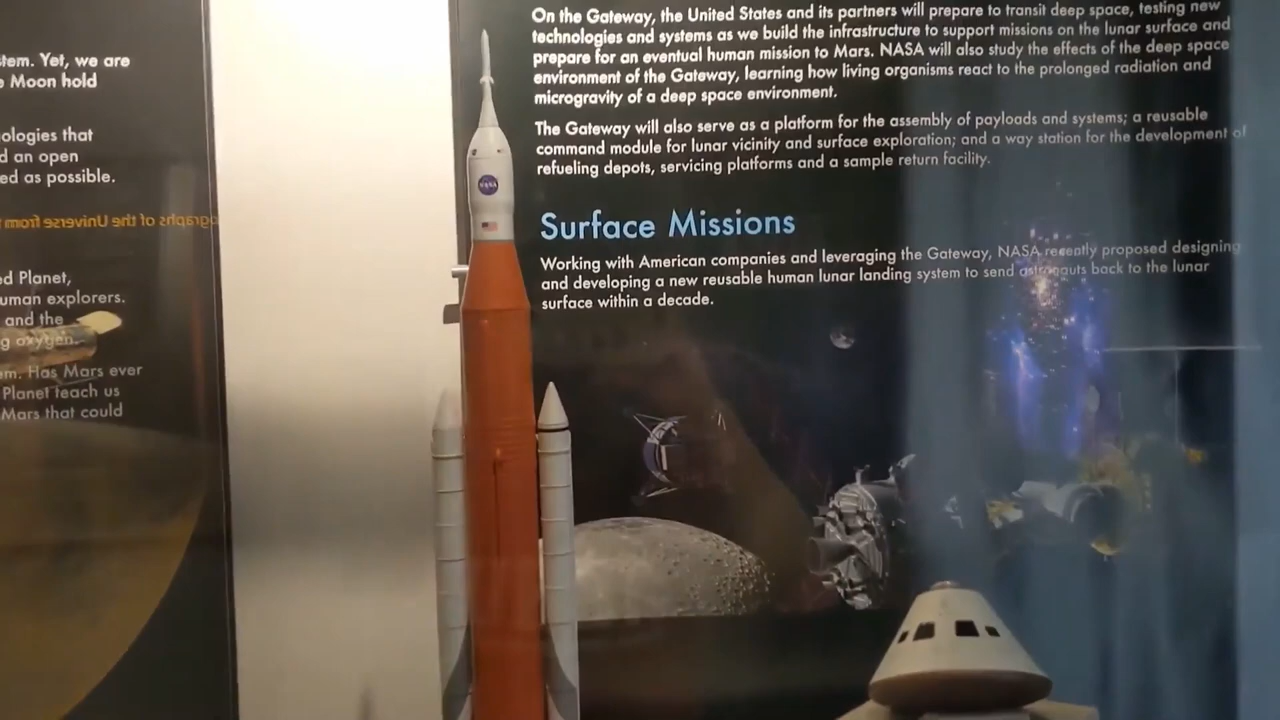 tem. Yet, we are
Moon hold
ologies that
d an open
ed as possible.
ographs of the Universe from
ed Planet,
uman explorers.
and the
g oxygen.
em. Has Mars ever
Planet teach us
Mars that could
On the Gateway, the United States and its partners will prepare to transit deep space, testing new
technologies and systems as we build the infrastructure to support missions on the lunar surface and
prepare for an eventual human mission to Mars. NASA will also study the effects of the deep space
environment of the Gateway, learning how living organisms react to the prolonged radiation and
microgravity of a deep space environment.
The Gateway will also serve as a platform for the assembly of payloads and systems; a reusable
command module for lunar vicinity and surface exploration; and a way station for the development of
refueling depots, servicing platforms and a sample return facility.
Surface Missions
Working with American companies and leveraging the Gateway, NASA recently proposed designing
and developing a new reusable human lunar landing system to send astronauts back to the lunar
surface within a decade.
NASA